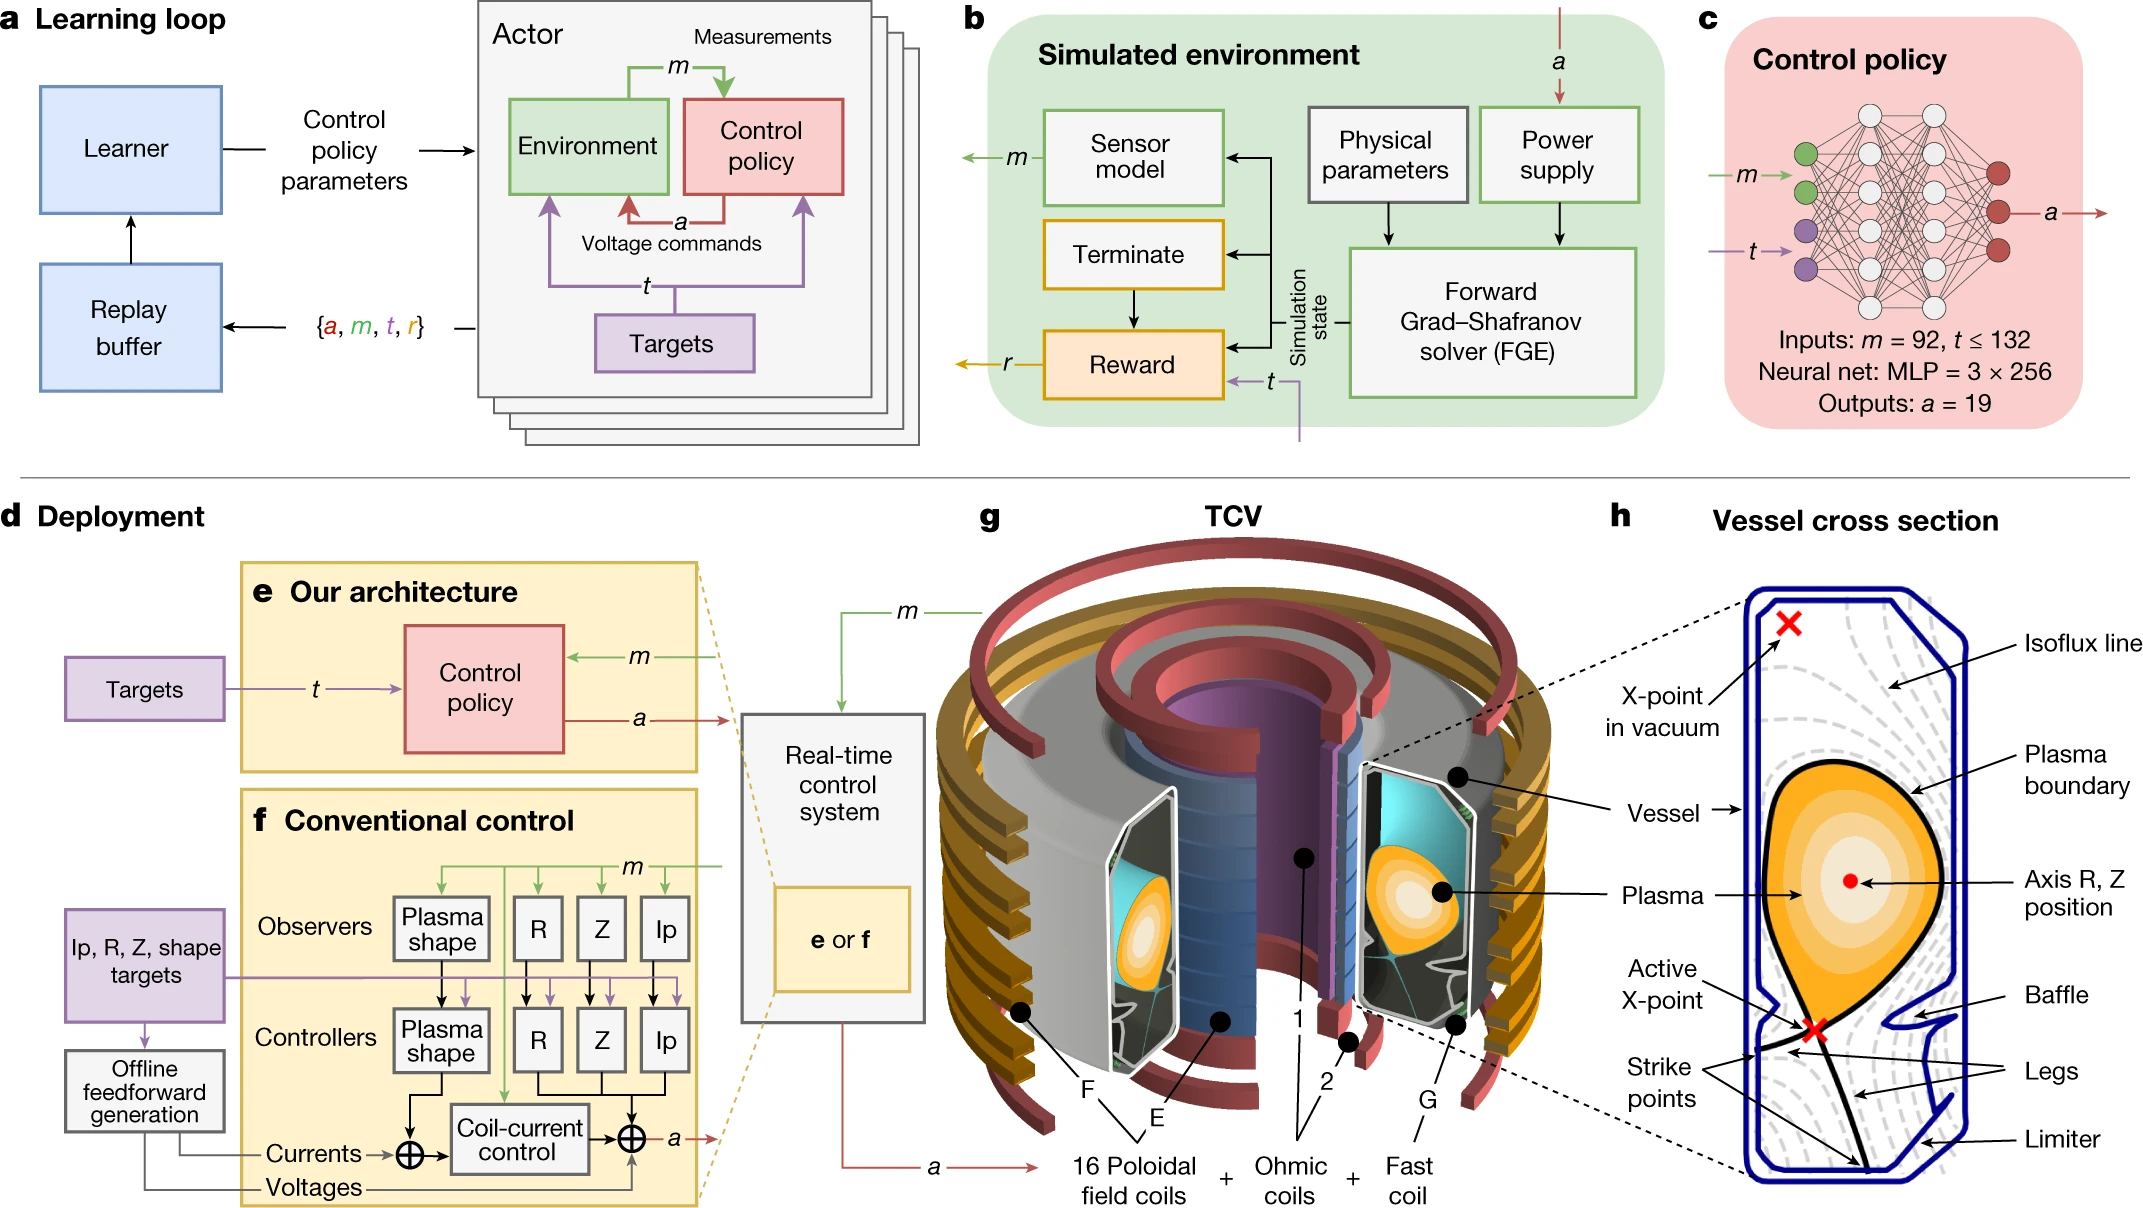 a Learning loop
Learner
Control
policy
parameters
Replay
buffer
{a, m, t, r}
Actor
Measurements
m
Environment
Control
policy
a
Voltage commands
t
Targets
b
Simulated environment
a
Sensor
model
m
Physical
parameters
Power
supply
Terminate
Simulation
state
Forward
Grad–Shafranov
solver (FGE)
Reward
r
t
c
Control policy
m
t
a
Inputs: m = 92, t ≤ 132
Neural net: MLP = 3 × 256
Outputs: a = 19
d Deployment
e Our architecture
Targets
t
Control
policy
m
a
f Conventional control
m
Observers
Plasma
shape
R
Z
Ip
Ip, R, Z, shape
targets
Controllers
Plasma
shape
R
Z
Ip
Offline
feedforward
generation
Coil-current
control
a
Currents
Voltages
m
Real-time
control
system
e or f
a
g
TCV
1
2
F
E
G
16 Poloidal
field coils
+
Ohmic
coils
+
Fast
coil
Vessel
Plasma
h
Vessel cross section
X-point
in vacuum
Active
X-point
Strike
points
Isoflux line
Plasma
boundary
Axis R, Z
position
Baffle
Legs
Limiter